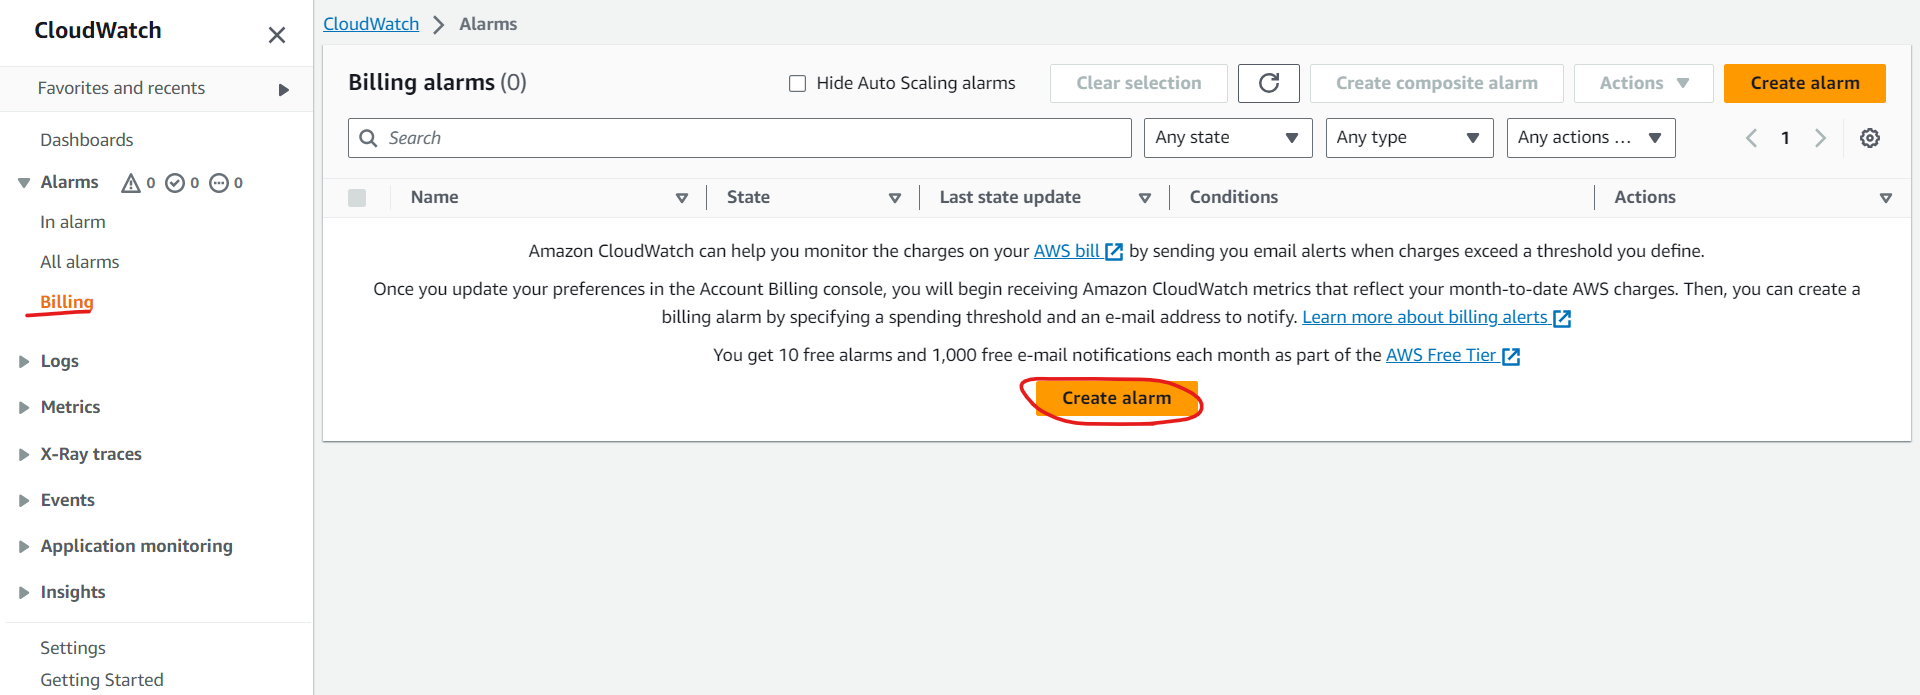 CloudWatch
Favorites and recents
Dashboards
Alarms 0 0 0
In alarm
All alarms
Billing
Logs
Metrics
X-Ray traces
Events
Application monitoring
Insights
Settings
Getting Started
CloudWatch Alarms
Billing alarms (0) Hide Auto Scaling alarms Clear selection Create composite alarm Actions Create alarm
Search Any state Any type Any actions ... 1
Name State Last state update Conditions Actions
Amazon CloudWatch can help you monitor the charges on your AWS bill by sending you email alerts when charges exceed a threshold you define.
Once you update your preferences in the Account Billing console, you will begin receiving Amazon CloudWatch metrics that reflect your month-to-date AWS charges. Then, you can create a
billing alarm by specifying a spending threshold and an e-mail address to notify. Learn more about billing alerts
You get 10 free alarms and 1,000 free e-mail notifications each month as part of the AWS Free Tier
Create alarm